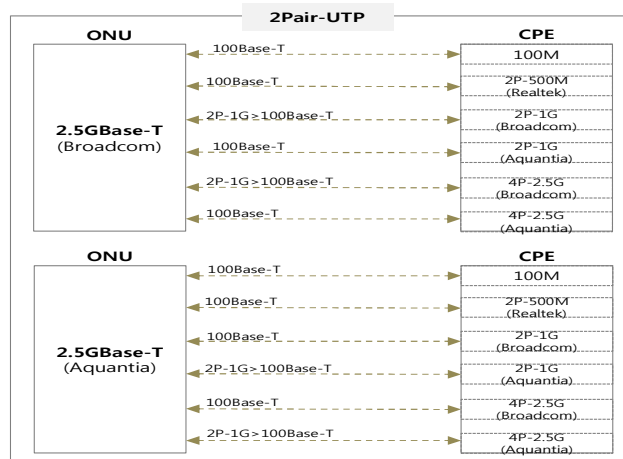 2Pair-UTP
ONU
CPE
2.5GBase-T
(Broadcom)
100Base-T
100M
100Base-T
2P-500M
(Realtek)
2P-1G>100Base-T
2P-1G
(Broadcom)
100Base-T
2P-1G
(Aquantia)
2P-1G>100Base-T
4P-2.5G
(Broadcom)
100Base-T
4P-2.5G
(Aquantia)
ONU
CPE
2.5GBase-T
(Aquantia)
100Base-T
100M
100Base-T
2P-500M
(Realtek)
100Base-T
2P-1G
(Broadcom)
2P-1G>100Base-T
2P-1G
(Aquantia)
100Base-T
4P-2.5G
(Broadcom)
2P-1G>100Base-T
4P-2.5G
(Aquantia)